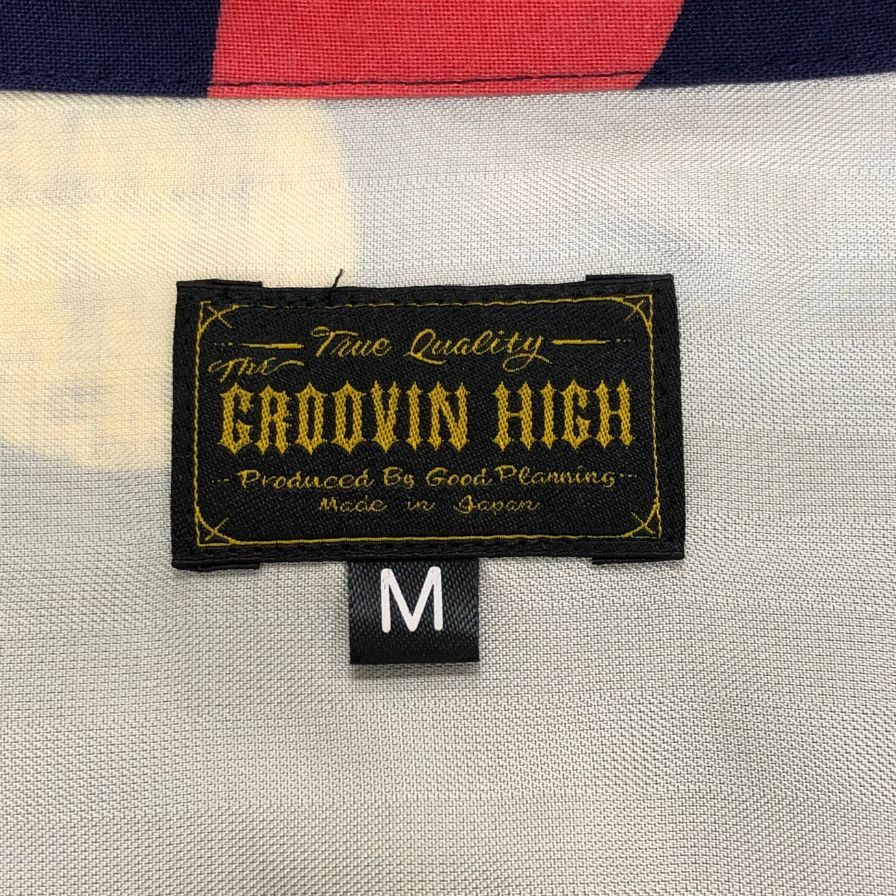 True Quality
The
GROOVIN HIGH
Produced By Good Planning
Made in Japan
M